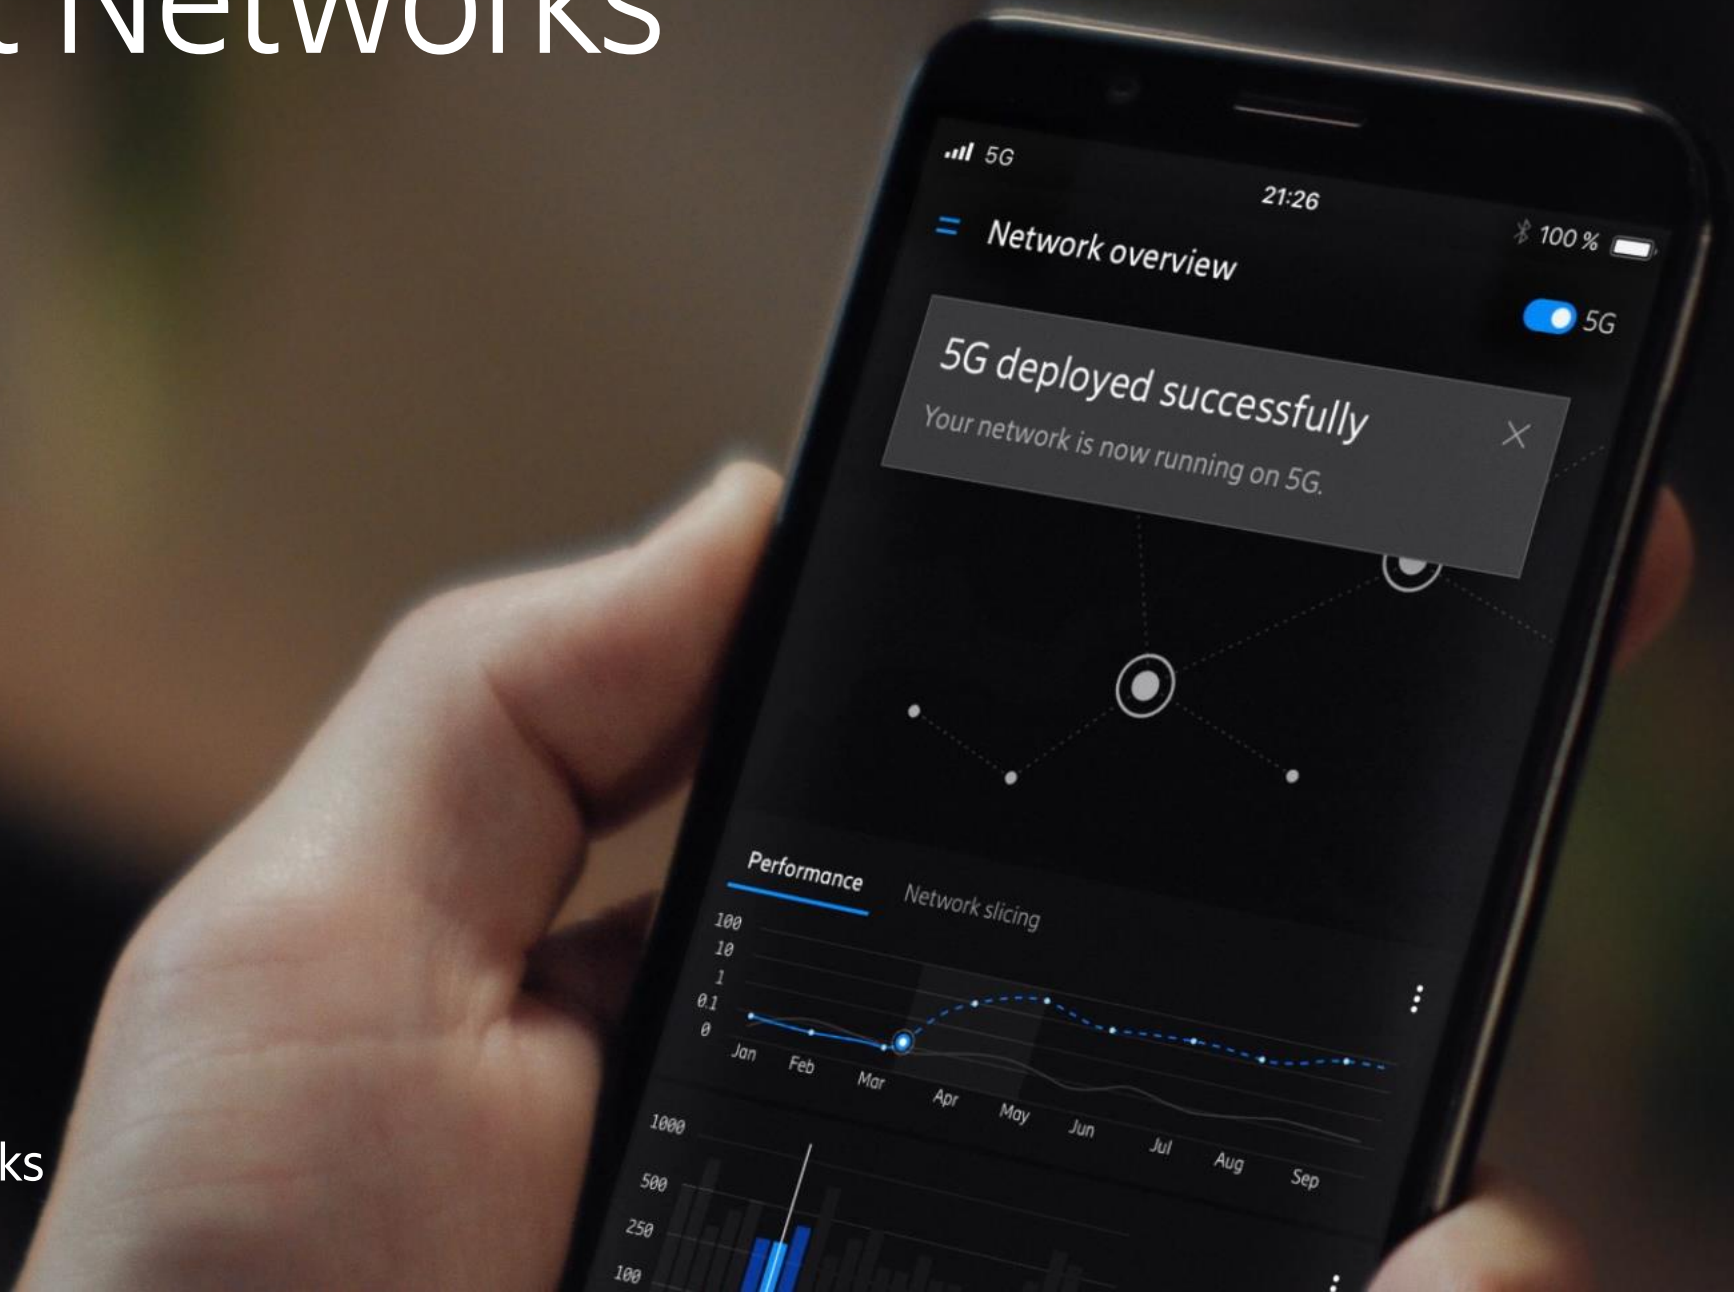 t Networks
5G
21:26
100 %
Network overview
5G
5G deployed successfully
Your network is now running on 5G.
Performance
Network slicing
100
10
1
0.1
0
Jan Feb Mar Apr May Jun Jul Aug Sep
1000
500
250
100
ks